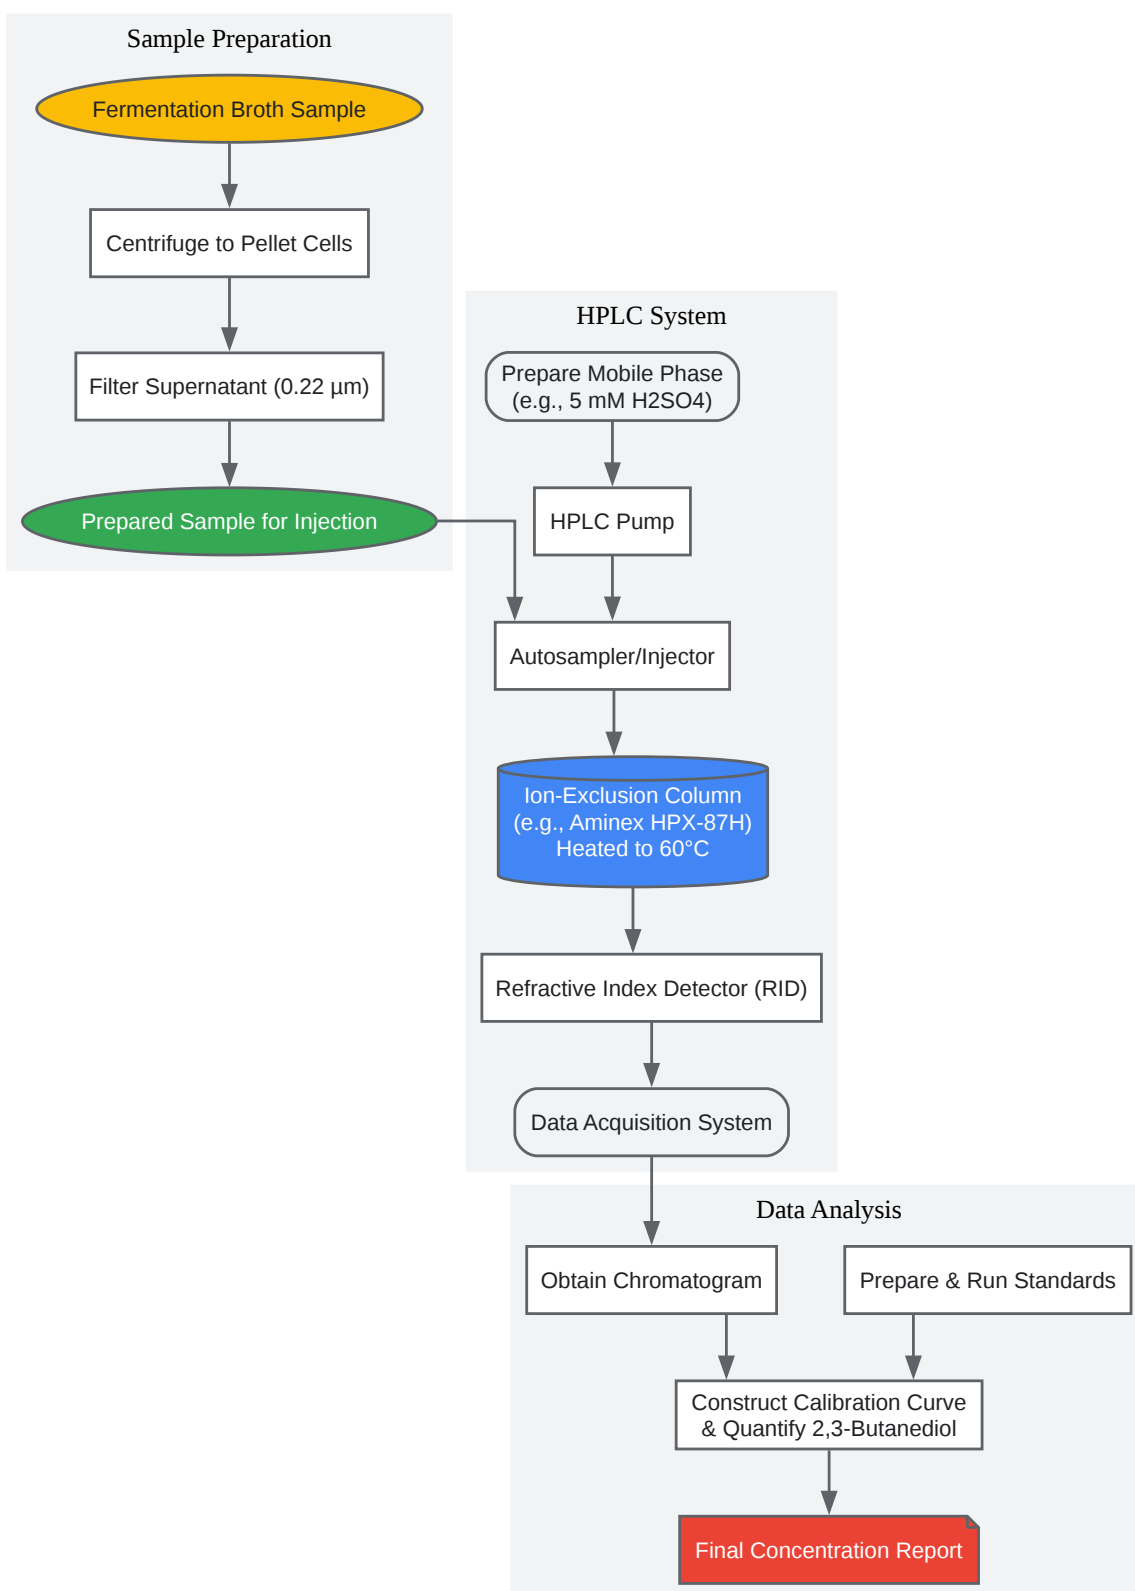 Sample Preparation
Fermentation Broth Sample
Centrifuge to Pellet Cells
Filter Supernatant (0.22 µm)
Prepared Sample for Injection
HPLC System
Prepare Mobile Phase
(e.g., 5 mM H2SO4)
HPLC Pump
Autosampler/Injector
Ion-Exclusion Column
(e.g., Aminex HPX-87H)
Heated to 60°C
Refractive Index Detector (RID)
Data Acquisition System
Data Analysis
Obtain Chromatogram
Prepare & Run Standards
Construct Calibration Curve
& Quantify 2,3-Butanediol
Final Concentration Report